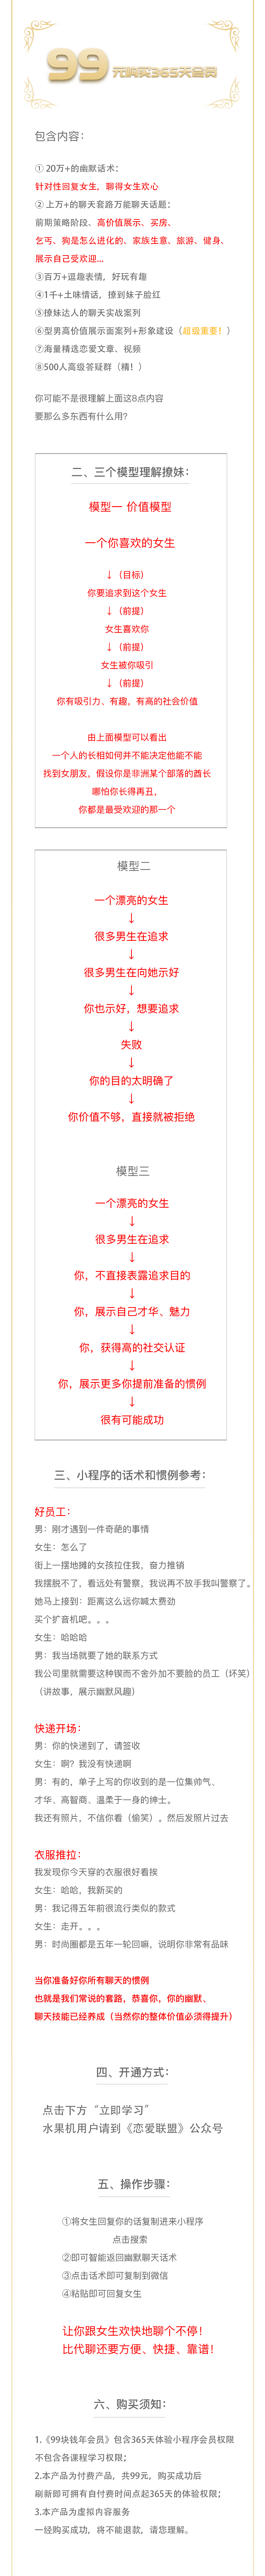 99元购买365天会员
包含内容：
① 20万+的幽默话术：
针对性回复女生，聊得女生欢心
② 上万+的聊天套路万能聊天话题：
前期策略阶段、高价值展示、买房、
乞丐、狗是怎么进化的、家族生意、旅游、健身、
展示自己受欢迎...
③百万+逗趣表情，好玩有趣
④1千+土味情话，撩到妹子脸红
⑤撩妹达人的聊天实战案列
⑥型男高价值展示面案列+形象建设（超级重要！）
⑦海量精选恋爱文章、视频
⑧500人高级答疑群（精！）
你可能不是很理解上面这8点内容
要那么多东西有什么用？
二、三个模型理解撩妹：
模型一 价值模型
一个你喜欢的女生
↓（目标）
你要追求到这个女生
↓（前提）
女生喜欢你
↓（前提）
女生被你吸引
↓（前提）
你有吸引力、有趣，有高的社会价值
由上面模型可以看出
一个人的长相如何并不能决定他能不能
找到女朋友，假设你是非洲某个部落的酋长
哪怕你长得再丑，
你都是最受欢迎的那一个
模型二
一个漂亮的女生
↓
很多男生在追求
↓
很多男生在向她示好
↓
你也示好，想要追求
↓
失败
↓
你的目的太明确了
↓
你价值不够，直接就被拒绝
模型三
一个漂亮的女生
↓
很多男生在追求
↓
你，不直接表露追求目的
↓
你，展示自己才华、魅力
↓
你，获得高的社交认证
↓
你，展示更多你提前准备的惯例
↓
很有可能成功
三、小程序的话术和惯例参考：
好员工：
男：刚才遇到一件奇葩的事情
女生：怎么了
街上一摆地摊的女孩拉住我，奋力推销
我摆脱不了，看远处有警察，我说再不放手我叫警察了。
她马上接到：距离这么远你喊太费劲
买个扩音机吧。。。
女生：哈哈哈
男：我当场就要了她的联系方式
我公司里就需要这种锲而不舍外加不要脸的员工（坏笑）
（讲故事，展示幽默风趣）
快递开场：
男：你的快递到了，请签收
女生：啊？我没有快递啊
男：有的，单子上写的你收到的是一位集帅气、
才华、高智商、温柔于一身的绅士。
我还有照片，不信你看（偷笑）。然后发照片过去
衣服推拉：
我发现你今天穿的衣服很好看挨
女生：哈哈，我新买的
男：我记得五年前很流行类似的款式
女生：走开。。。
男：时尚圈都是五年一轮回嘛，说明你非常有品味
当你准备好你所有聊天的惯例
也就是我们常说的套路，恭喜你，你的幽默、
聊天技能已经养成（当然你的整体价值必须得提升）
四、开通方式：
点击下方“立即学习”
水果机用户请到《恋爱联盟》公众号
五、操作步骤：
①将女生回复你的话复制进来小程序
点击搜索
②即可智能返回幽默聊天话术
③点击话术即可复制到微信
④粘贴即可回复女生
让你跟女生欢快地聊个不停！
比代聊还要方便、快捷、靠谱！
六、购买须知：
1.《99块钱年会员》包含365天体验小程序会员权限
不包含各课程学习权限；
2.本产品为付费产品，共99元，购买成功后
刷新即可拥有自付费时间点起365天的体验权限；
3.本产品为虚拟内容服务
一经购买成功，将不能退款，请您理解。